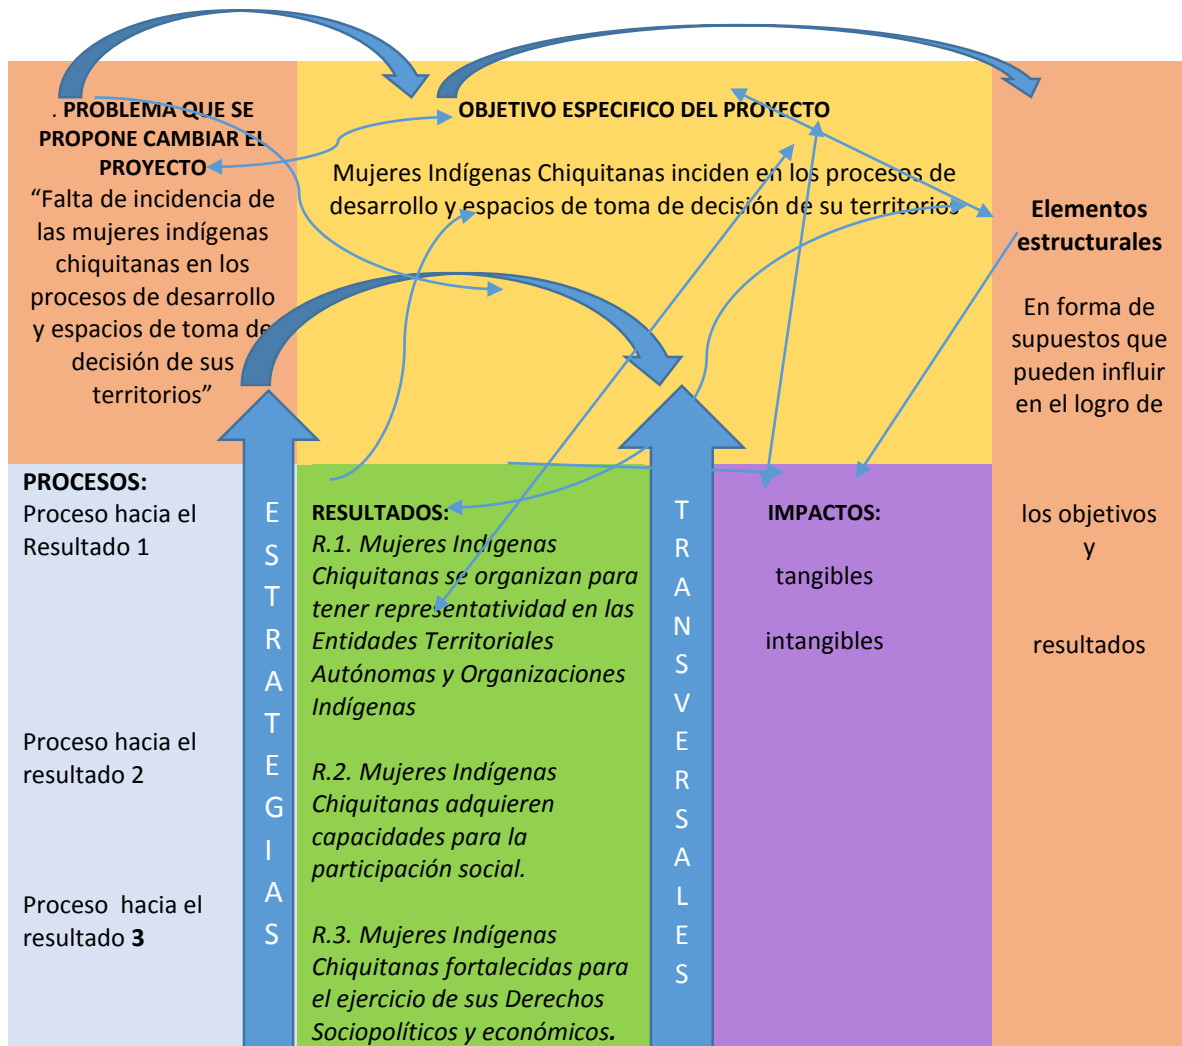 . PROBLEMA QUE SE
PROPONE CAMBIAR EL
PROYECTO
“Falta de incidencia de
las mujeres indígenas
chiquitanas en los
procesos de desarrollo
y espacios de toma de
decisión de sus
territorios”
OBJETIVO ESPECIFICO DEL PROYECTO
Mujeres Indígenas Chiquitanas inciden en los procesos de
desarrollo y espacios de toma de decisión de su territorios
Elementos
estructurales
En forma de
supuestos que
pueden influir
en el logro de
los objetivos
y
resultados
PROCESOS:
Proceso hacia el
Resultado 1
Proceso hacia el
resultado 2
Proceso  hacia el
resultado 3
E
S
T
R
A
T
E
G
I
A
S
RESULTADOS:
R.1. Mujeres Indígenas
Chiquitanas se organizan para
tener representatividad en las
Entidades Territoriales
Autónomas y Organizaciones
Indígenas
R.2. Mujeres Indígenas
Chiquitanas adquieren
capacidades para la
participación social.
R.3. Mujeres Indígenas
Chiquitanas fortalecidas para
el ejercicio de sus Derechos
Sociopolíticos y económicos.
T
R
A
N
S
V
E
R
S
A
L
E
S
IMPACTOS:
tangibles
intangibles